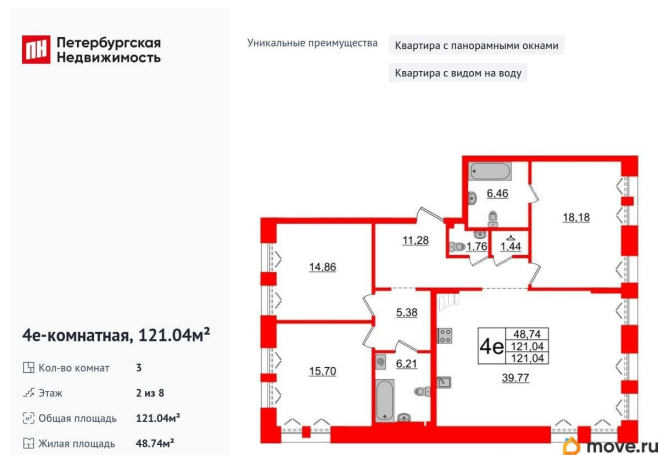 ПН
Петербургская
Недвижимость
Уникальные преимущества
Квартира с панорамными окнами
Квартира с видом на воду
6.46
18.18
11.28
1.76
1.44
14.86
5.38
4е
48,74
121,04
121,04
39.77
15.70
6.21
4е-комнатная, 121.04м²
Кол-во комнат 3
Этаж 2 из 8
Общая площадь 121.04м²
Жилая площадь 48.74м²
move.ru